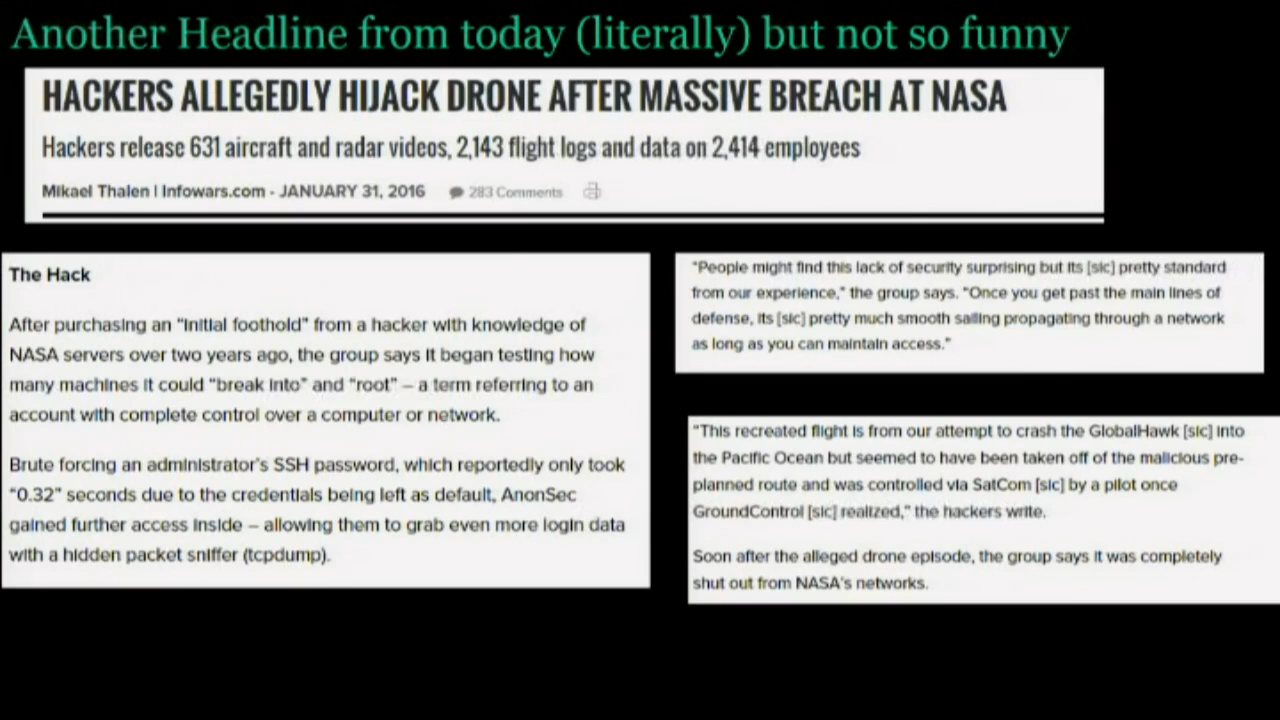 Another Headline from today (literally) but not so funny
HACKERS ALLEGEDLY HIJACK DRONE AFTER MASSIVE BREACH AT NASA
Hackers release 631 aircraft and radar videos, 2,143 flight logs and data on 2,414 employees
Mikael Thalen | Infowars.com - JANUARY 31, 2016 283 Comments
The Hack
After purchasing an "initial foothold" from a hacker with knowledge of
NASA servers over two years ago, the group says it began testing how
many machines it could "break into" and "root" – a term referring to an
account with complete control over a computer or network.
Brute forcing an administrator's SSH password, which reportedly only took
"0.32" seconds due to the credentials being left as default, AnonSec
gained further access inside – allowing them to grab even more login data
with a hidden packet sniffer (tcpdump).
"People might find this lack of security surprising but its [sic] pretty standard
from our experience," the group says. "Once you get past the main lines of
defense, its [sic] pretty much smooth sailing propagating through a network
as long as you can maintain access."
"This recreated flight is from our attempt to crash the GlobalHawk [sic] into
the Pacific Ocean but seemed to have been taken off of the malicious pre-
planned route and was controlled via SatCom [sic] by a pilot once
GroundControl [sic] realized," the hackers write.
Soon after the alleged drone episode, the group says it was completely
shut out from NASA's networks.